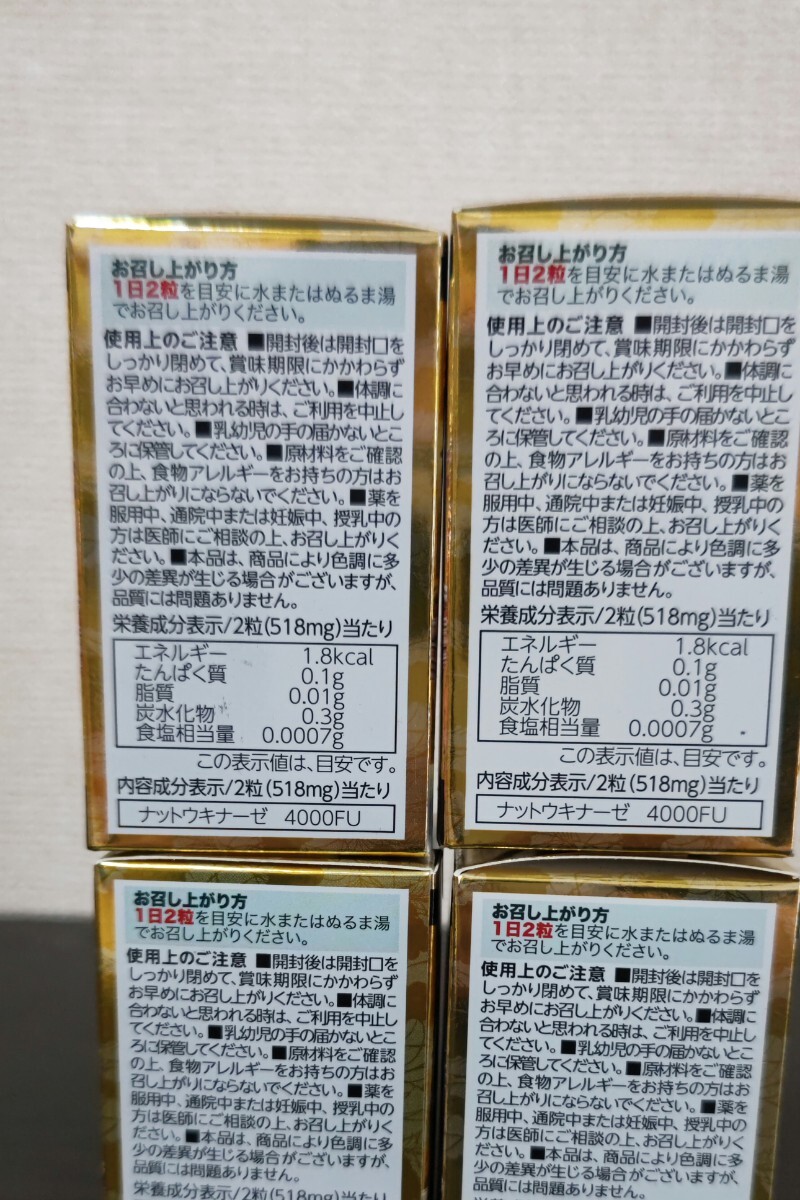 お召し上がり方
1日2粒を目安に水またはぬるま湯
でお召し上がりください。
使用上のご注意 ■開封後は開封口を
しっかり閉めて、賞味期限にかかわらず
お早めにお召し上がりください。■体調に
合わないと思われる時は、ご利用を中止し
てください。■乳幼児の手の届かないとこ
ろに保管してください。■原材料をご確認
の上、食物アレルギーをお持ちの方はお
召し上がりにならないでください。■薬を
服用中、通院中または妊娠中、授乳中の
方は医師にご相談の上、お召し上がりく
ださい。■本品は、商品により色調に多
少の差異が生じる場合がございますが、
品質には問題ありません。
栄養成分表示/2粒(518mg)当たり
エネルギー 1.8kcal
たんぱく質 0.1g
脂質 0.01g
炭水化物 0.3g
食塩相当量 0.0007g
この表示値は、目安です。
内容成分表示/2粒(518mg)当たり
ナットウキナーゼ 4000FU
お召し上がり方
1日2粒を目安に水またはぬるま湯
でお召し上がりください。
使用上のご注意 ■開封後は開封口を
しっかり閉めて、賞味期限にかかわらず
お早めにお召し上がりください。■体調に
合わないと思われる時は、ご利用を中止し
てください。■乳幼児の手の届かないとこ
ろに保管してください。■原材料をご確認
の上、食物アレルギーをお持ちの方はお
召し上がりにならないでください。■薬を
服用中、通院中または妊娠中、授乳中の
方は医師にご相談の上、お召し上がりく
ださい。■本品は、商品により色調に多
少の差異が生じる場合がございますが、
品質には問題ありません。
栄養成分表示/2粒(518mg)当たり
エネルギー 1.8kcal
たんぱく質 0.1g
脂質 0.01g
炭水化物 0.3g
食塩相当量 0.0007g
この表示値は、目安です。
内容成分表示/2粒(518mg)当たり
ナットウキナーゼ 4000FU
お召し上がり方
1日2粒を目安に水またはぬるま湯
でお召し上がりください。
使用上のご注意 ■開封後は開封口を
しっかり閉めて、賞味期限にかかわらず
お早めにお召し上がりください。■体調に
合わないと思われる時は、ご利用を中止し
てください。■乳幼児の手の届かないとこ
ろに保管してください。■原材料をご確認
の上、食物アレルギーをお持ちの方はお
召し上がりにならないでください。■薬を
服用中、通院中または妊娠中、授乳中の
方は医師にご相談の上、お召し上がりく
ださい。■本品は、商品により色調に多
少の差異が生じる場合がございますが、
品質には問題ありません。
栄養成分表示/2粒(518mg)当たり
お召し上がり方
1日2粒を目安に水またはぬるま湯
でお召し上がりください。
使用上のご注意 ■開封後は開封口を
しっかり閉めて、賞味期限にかかわらず
お早めにお召し上がりください。■体調に
合わないと思われる時は、ご利用を中止し
てください。■乳幼児の手の届かないとこ
ろに保管してください。■原材料をご確認
の上、食物アレルギーをお持ちの方はお
召し上がりにならないでください。■薬を
服用中、通院中または妊娠中、授乳中の
方は医師にご相談の上、お召し上がりく
ださい。■本品は、商品により色調に多
少の差異が生じる場合がございますが、
品質には問題ありません。